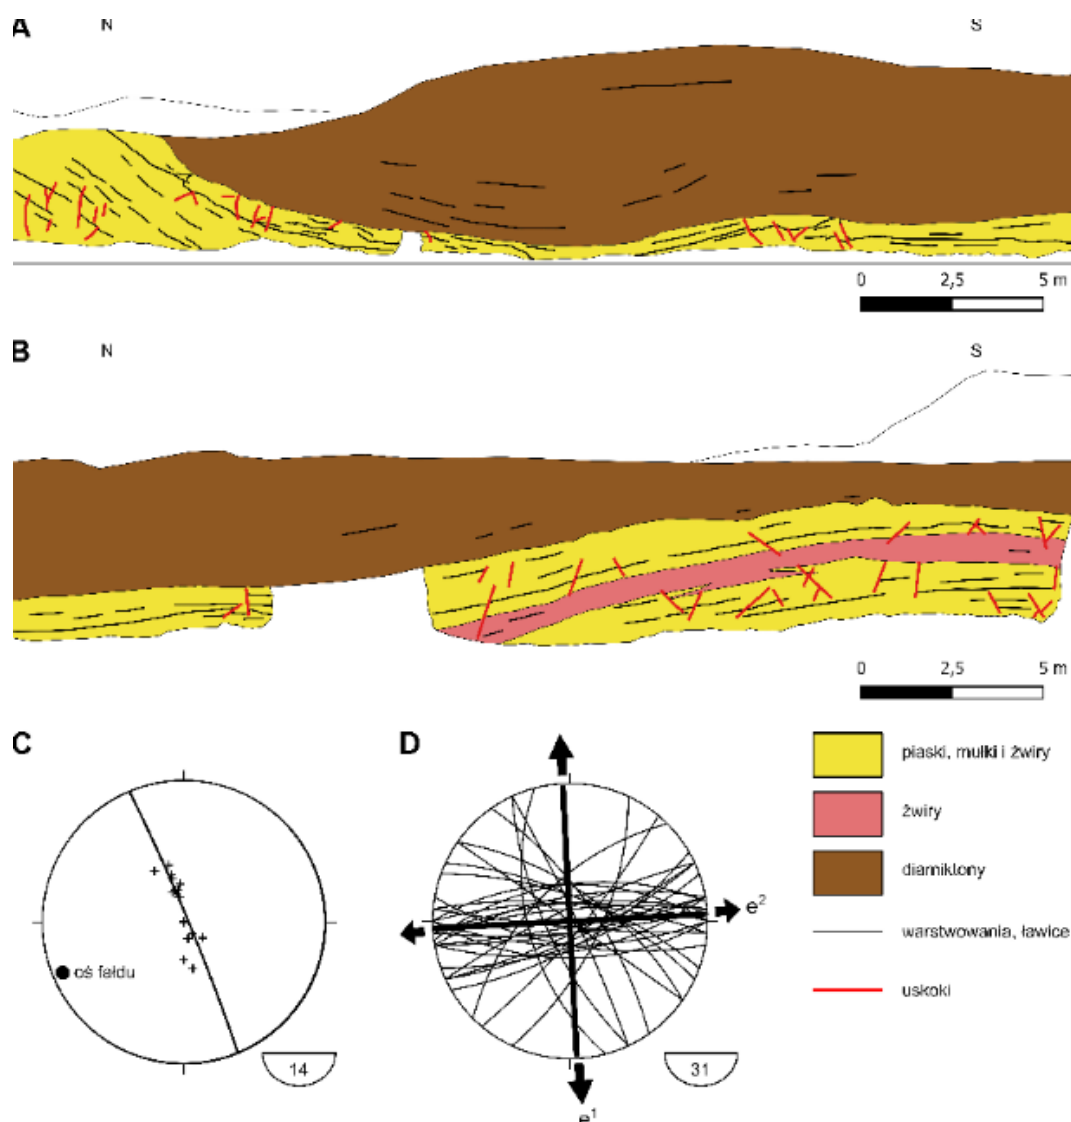 A
N
S
0 2,5 5 m
B
N
S
0 2,5 5 m
C
oś fałdu
14
D
e²
e¹
31
piaski, mułki i żwiry
żwiry
diamiktony
warstwowania, ławice
uskoki